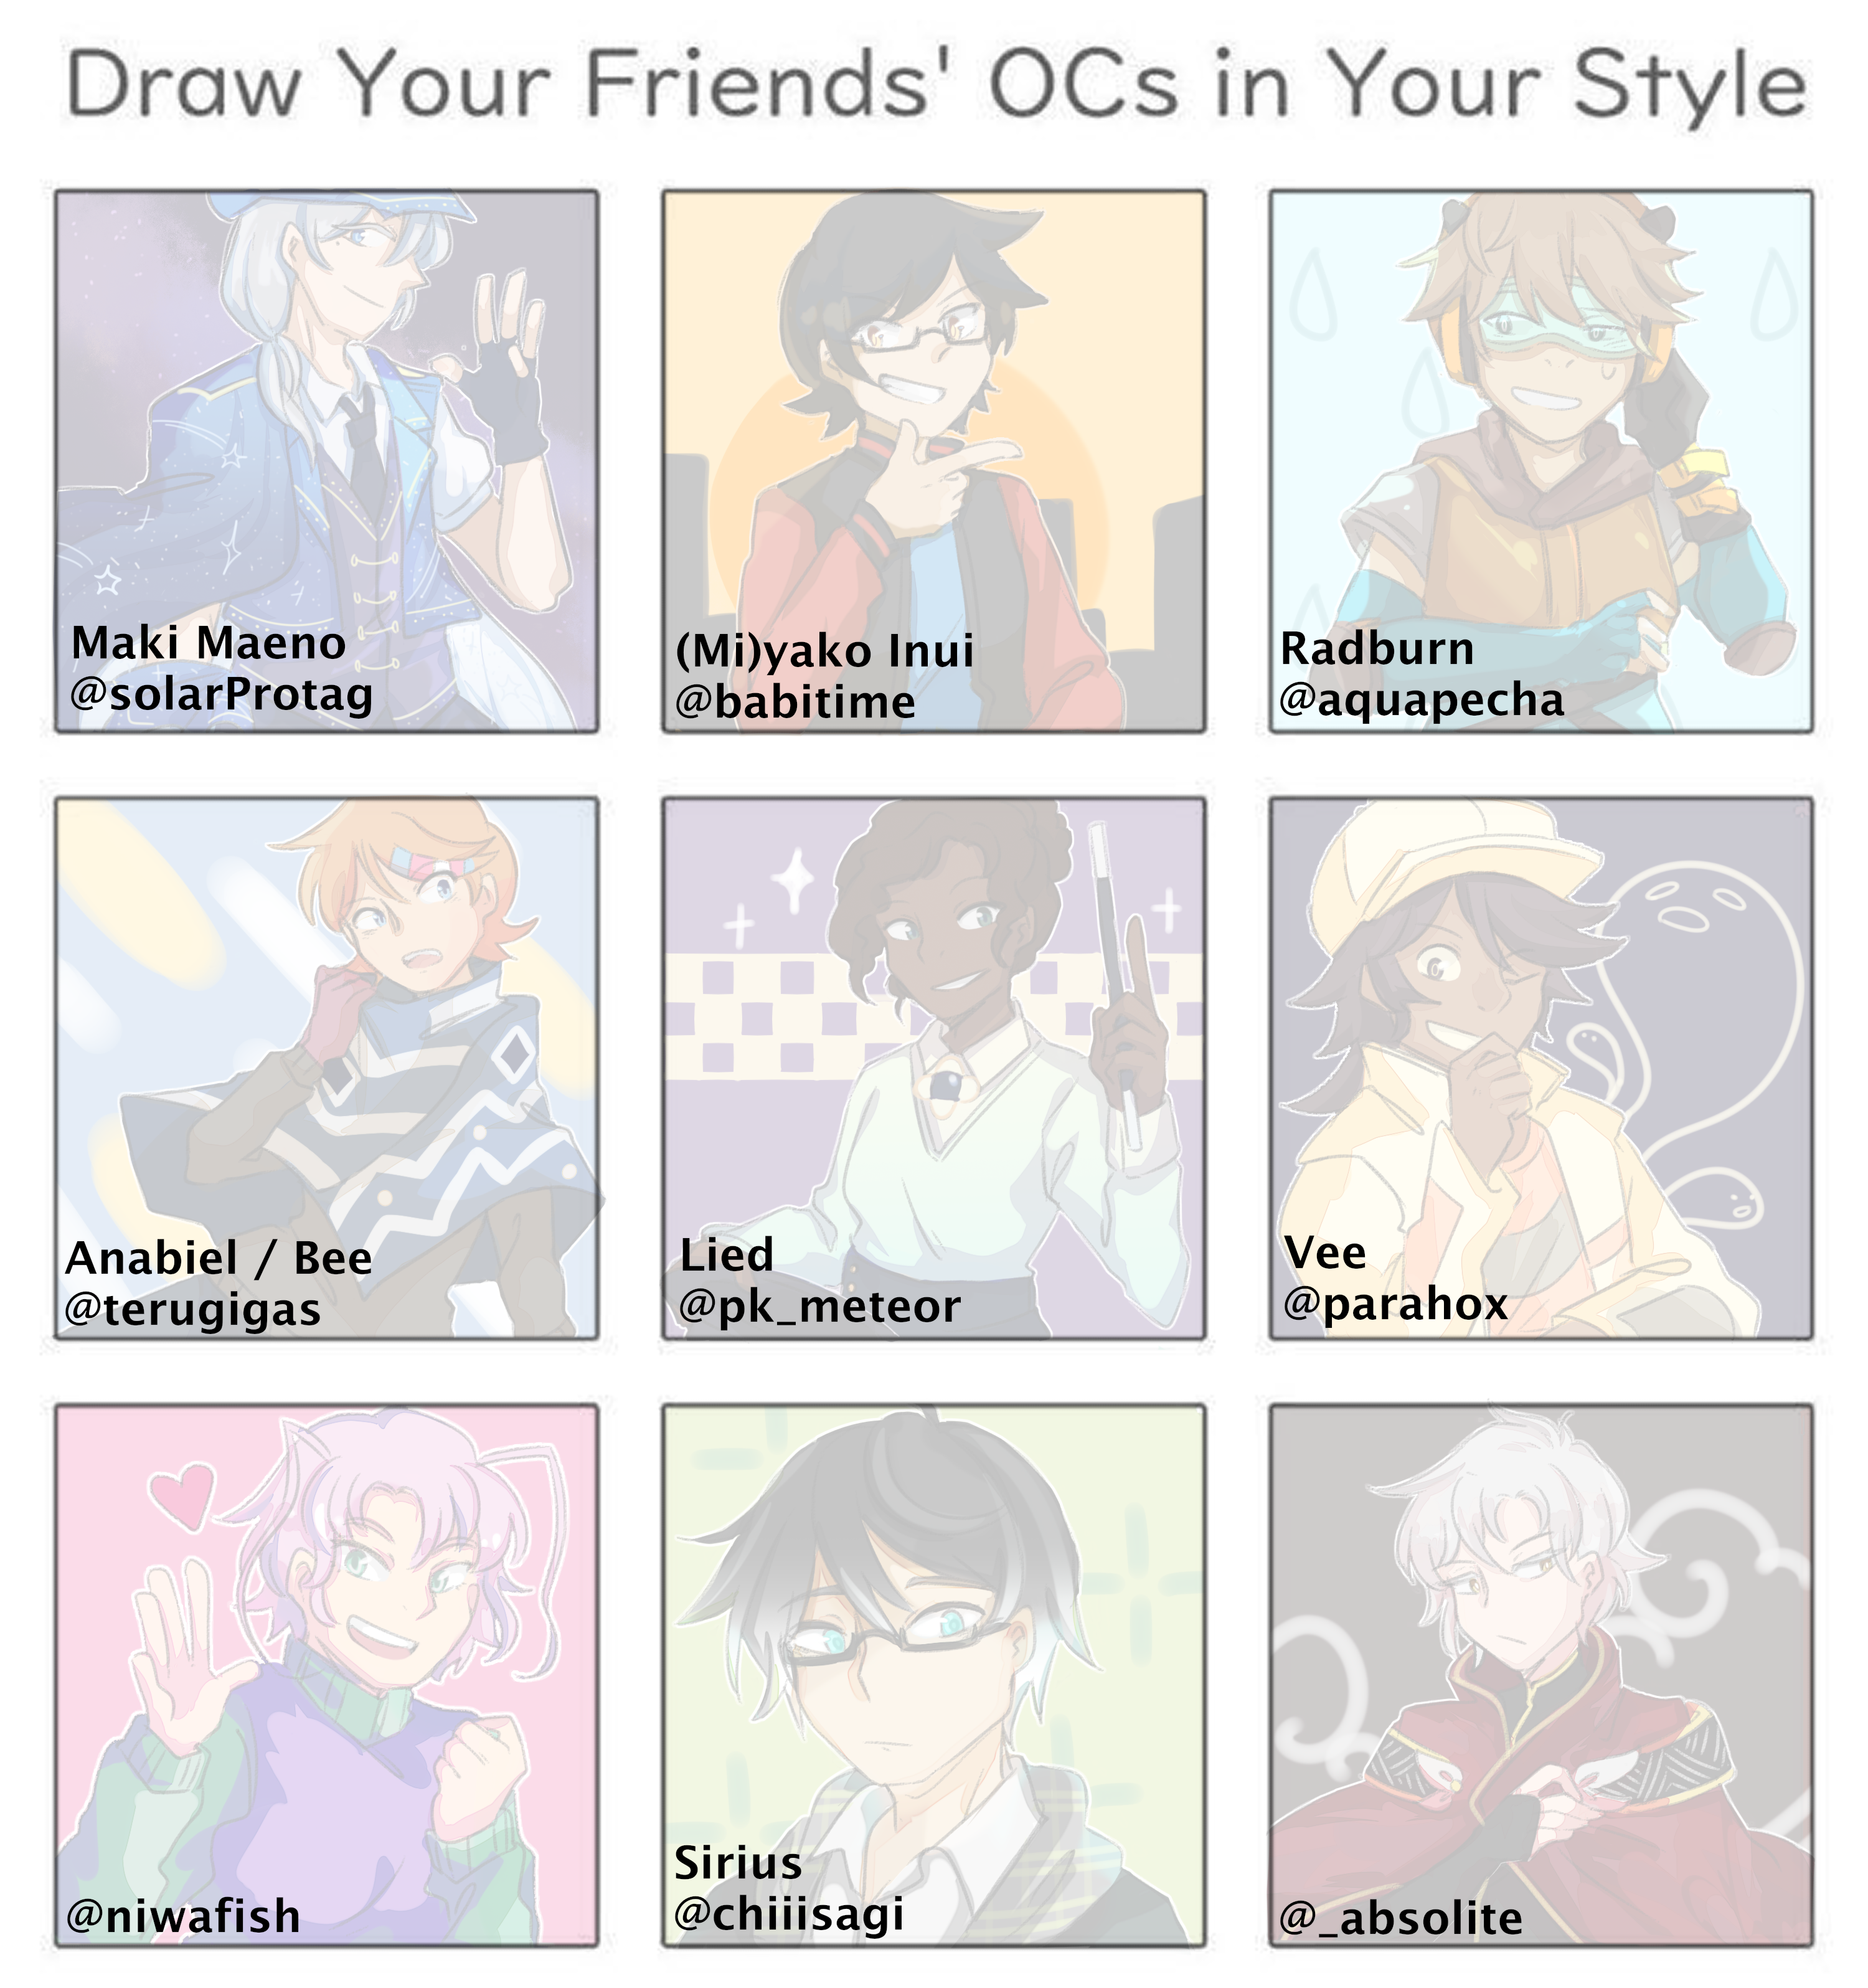 Draw Your Friends' OCs in Your Style
Maki Maeno
@solarProtag
(Mi)yako Inui
@babitime
Radburn
@aquapecha
Anabiel / Bee
@terugigas
Lied
@pk_meteor
Vee
@parahox
@niwafish
Sirius
@chiiisagi
@_absolite